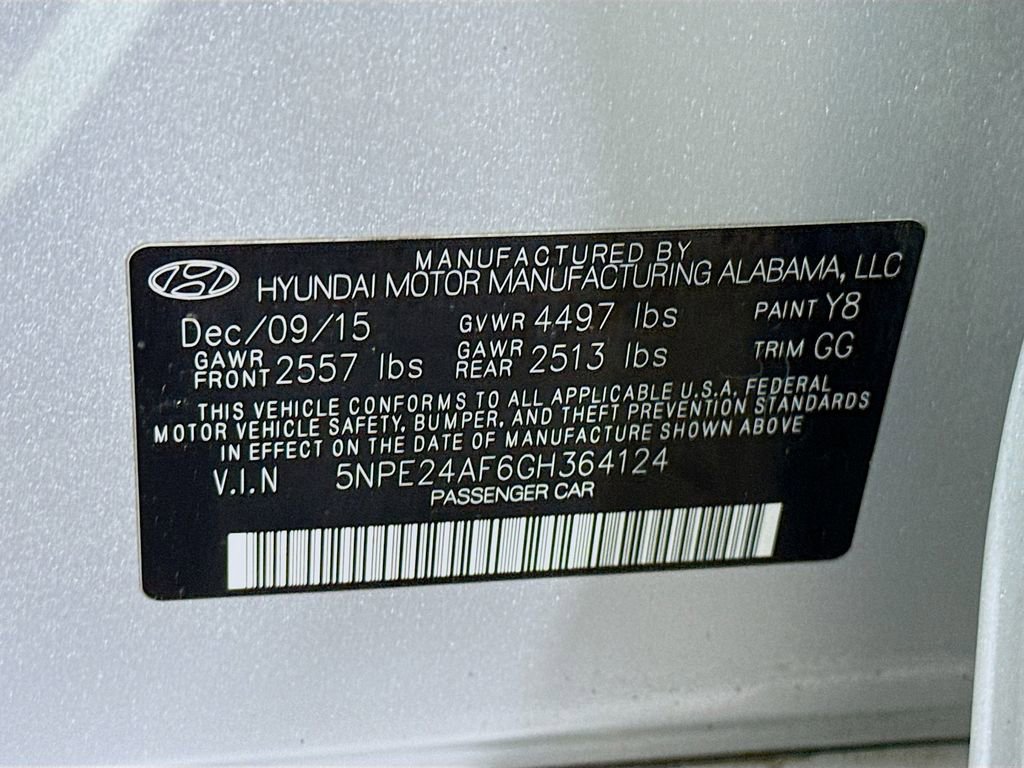 MANUFACTURED BY
HYUNDAI MOTOR MANUFACTURING ALABAMA, LLC
Dec/09/15 GVWR 4497 lbs PAINT Y8
GAWR FRONT 2557 lbs GAWR REAR 2513 lbs TRIM GG
THIS VEHICLE CONFORMS TO ALL APPLICABLE U.S.A. FEDERAL
MOTOR VEHICLE SAFETY, BUMPER, AND THEFT PREVENTION STANDARDS
IN EFFECT ON THE DATE OF MANUFACTURE SHOWN ABOVE
V.I.N 5NPE24AF6GH364124
PASSENGER CAR